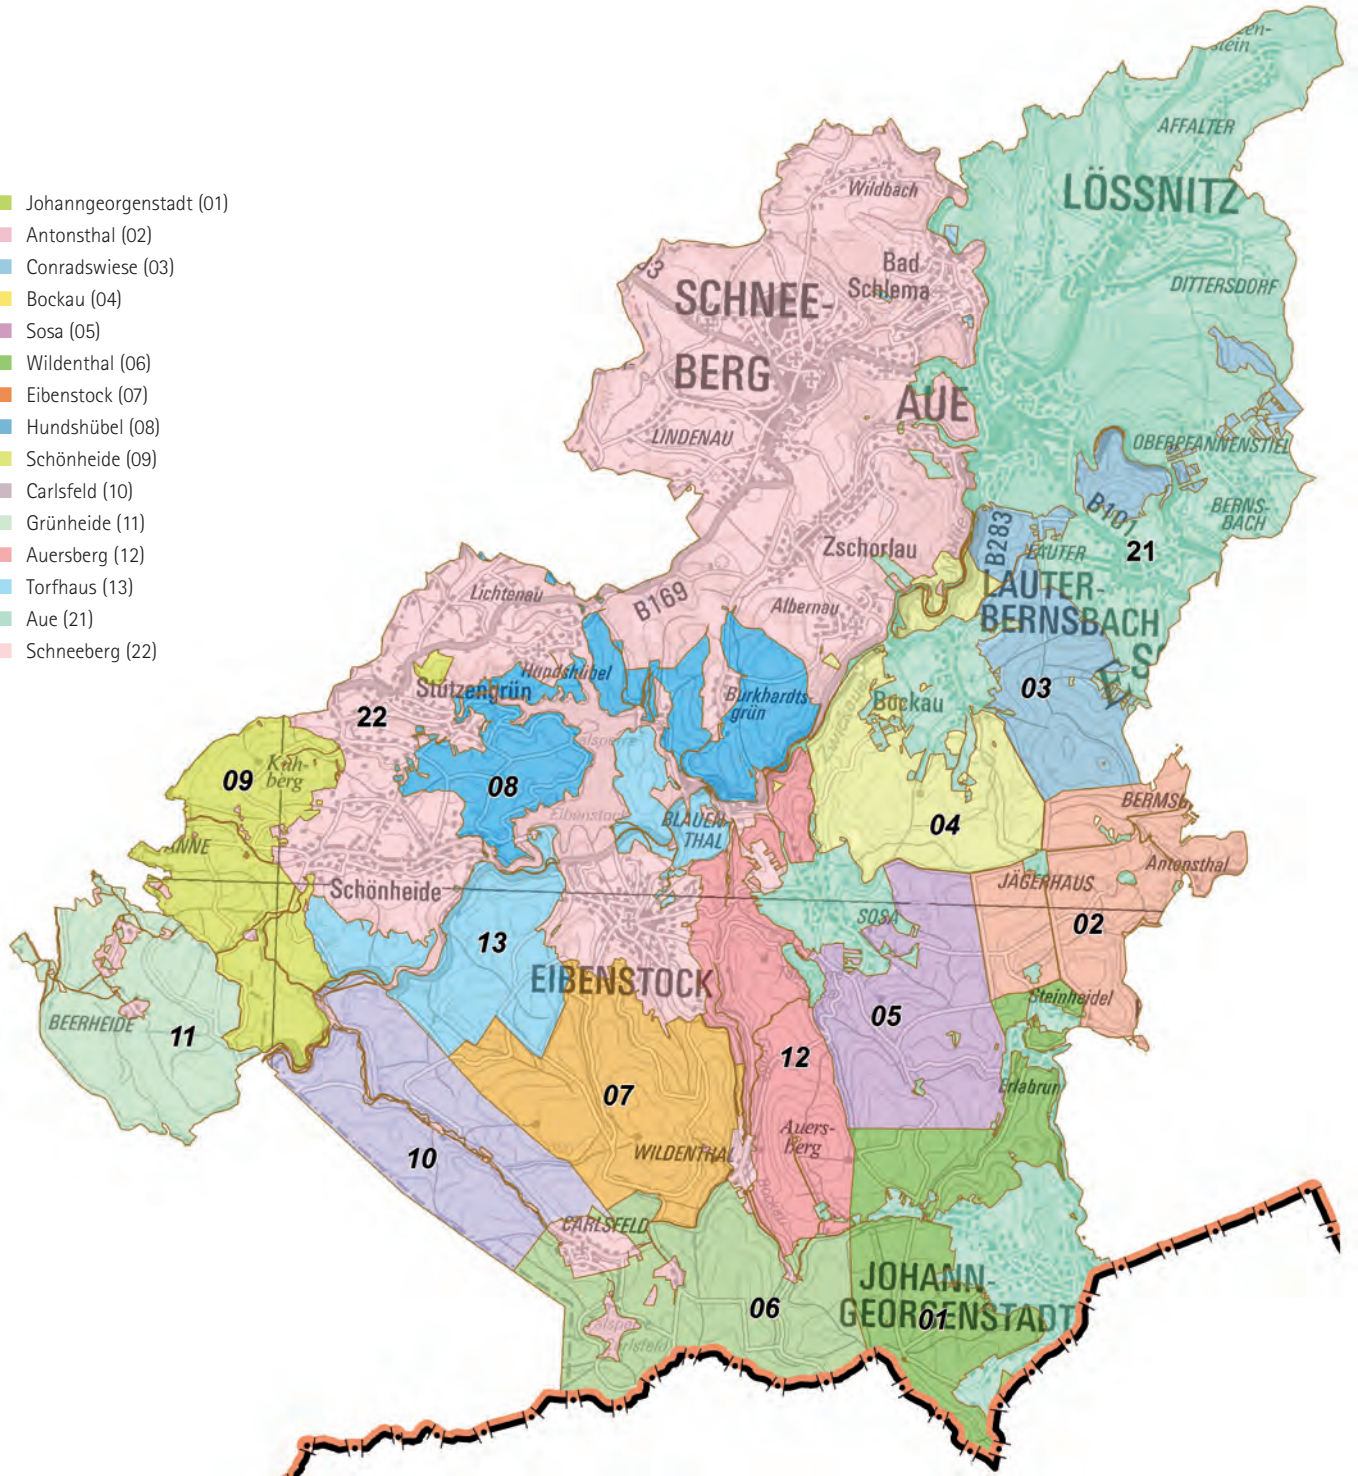 Johanngeorgenstadt (01)
Antonsthal (02)
Conradswiese (03)
Bockau (04)
Sosa (05)
Wildenthal (06)
Eibenstock (07)
Hundshübel (08)
Schönheide (09)
Carlsfeld (10)
Grünheide (11)
Auersberg (12)
Torfhaus (13)
Aue (21)
Schneeberg (22)
AFFALTER
LÖSSNITZ
Wildbach
Bad
Schlema
DITTERSDORF
SCHNEE-
BERG
AUE
LINDENAU
OBERPFANNENSTIEL
B101
BERNS-
BACH
B283
Zschorlau
LAUTER
21
Lichtenau
B169
Albernau
LAUTER-
BERNSBACH
Hundshübel
Stützengrün
Burkhardts-
grün
Bockau
03
22
09
Kuh-
berg
08
Eibenstock
BLAUEN-
THAL
04
Antonsthal
Schönheide
JÄGERHAUS
SOSA
02
13
EIBENSTOCK
Steinheidel
BEERHEIDE
11
05
12
07
Auers-
berg
WILDENTHAL
10
CARLSFELD
JOHANN-
GEORGENSTADT
06
01